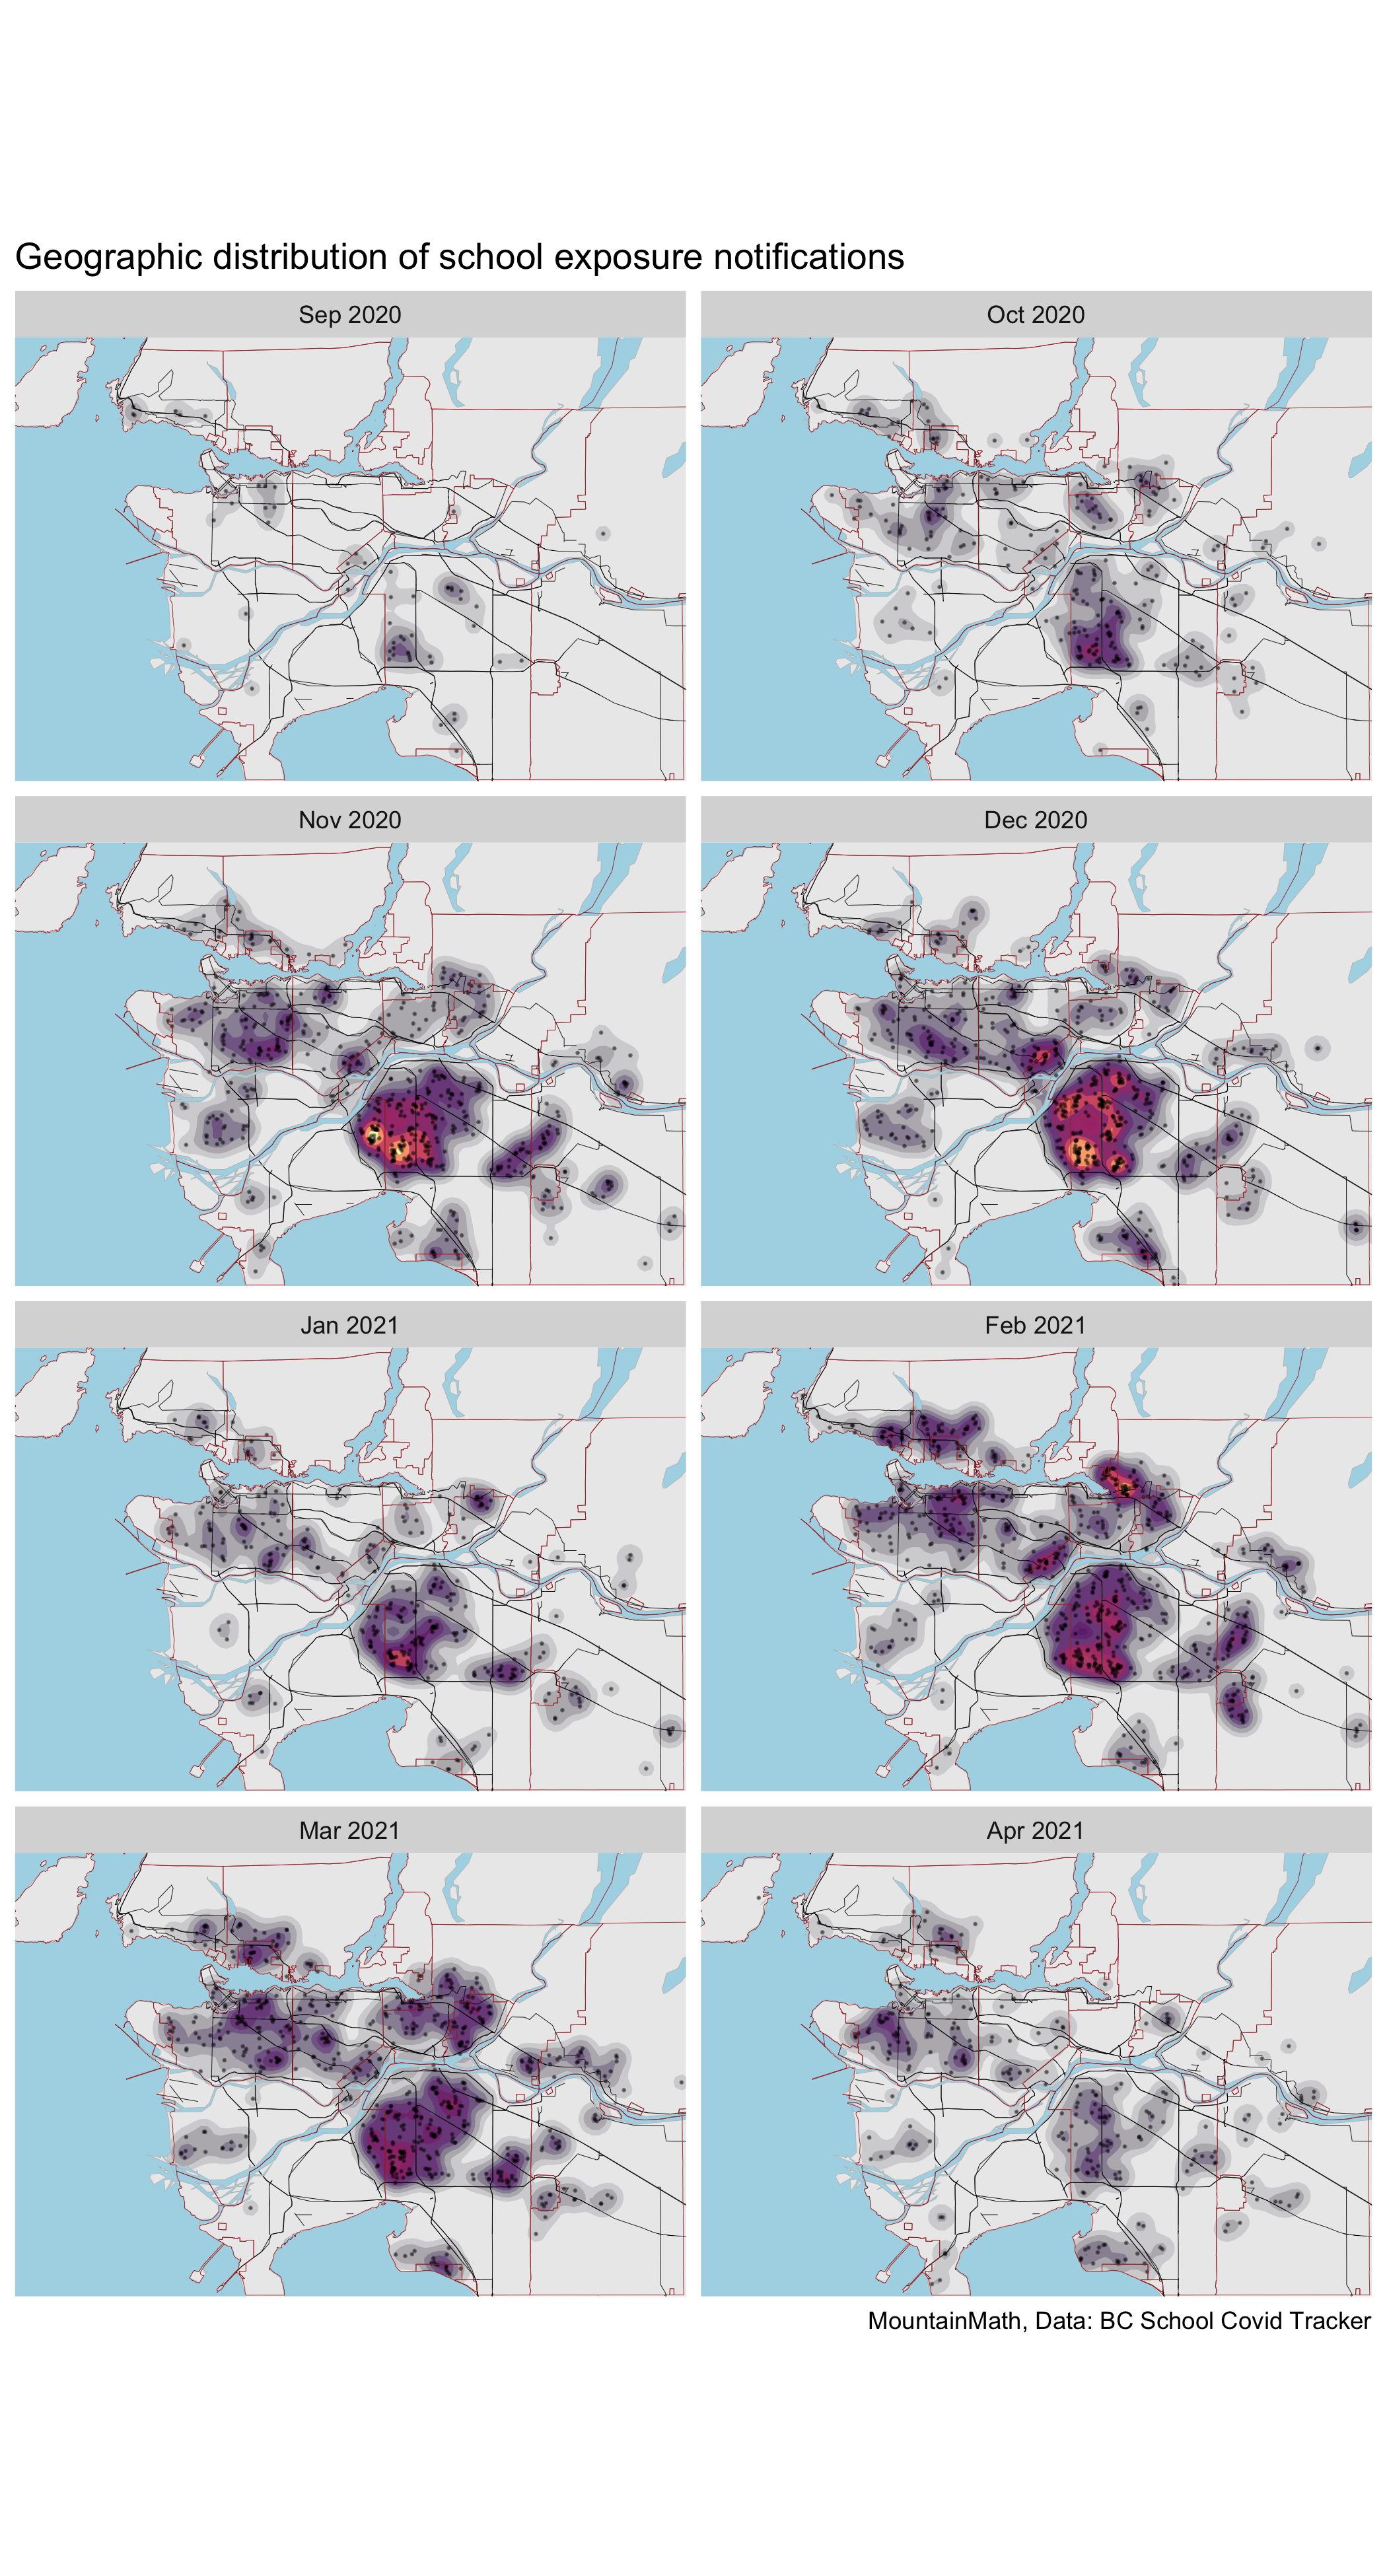 Geographic distribution of school exposure notifications
Sep 2020
Oct 2020
Nov 2020
Dec 2020
Jan 2021
Feb 2021
Mar 2021
Apr 2021
MountainMath, Data: BC School Covid Tracker